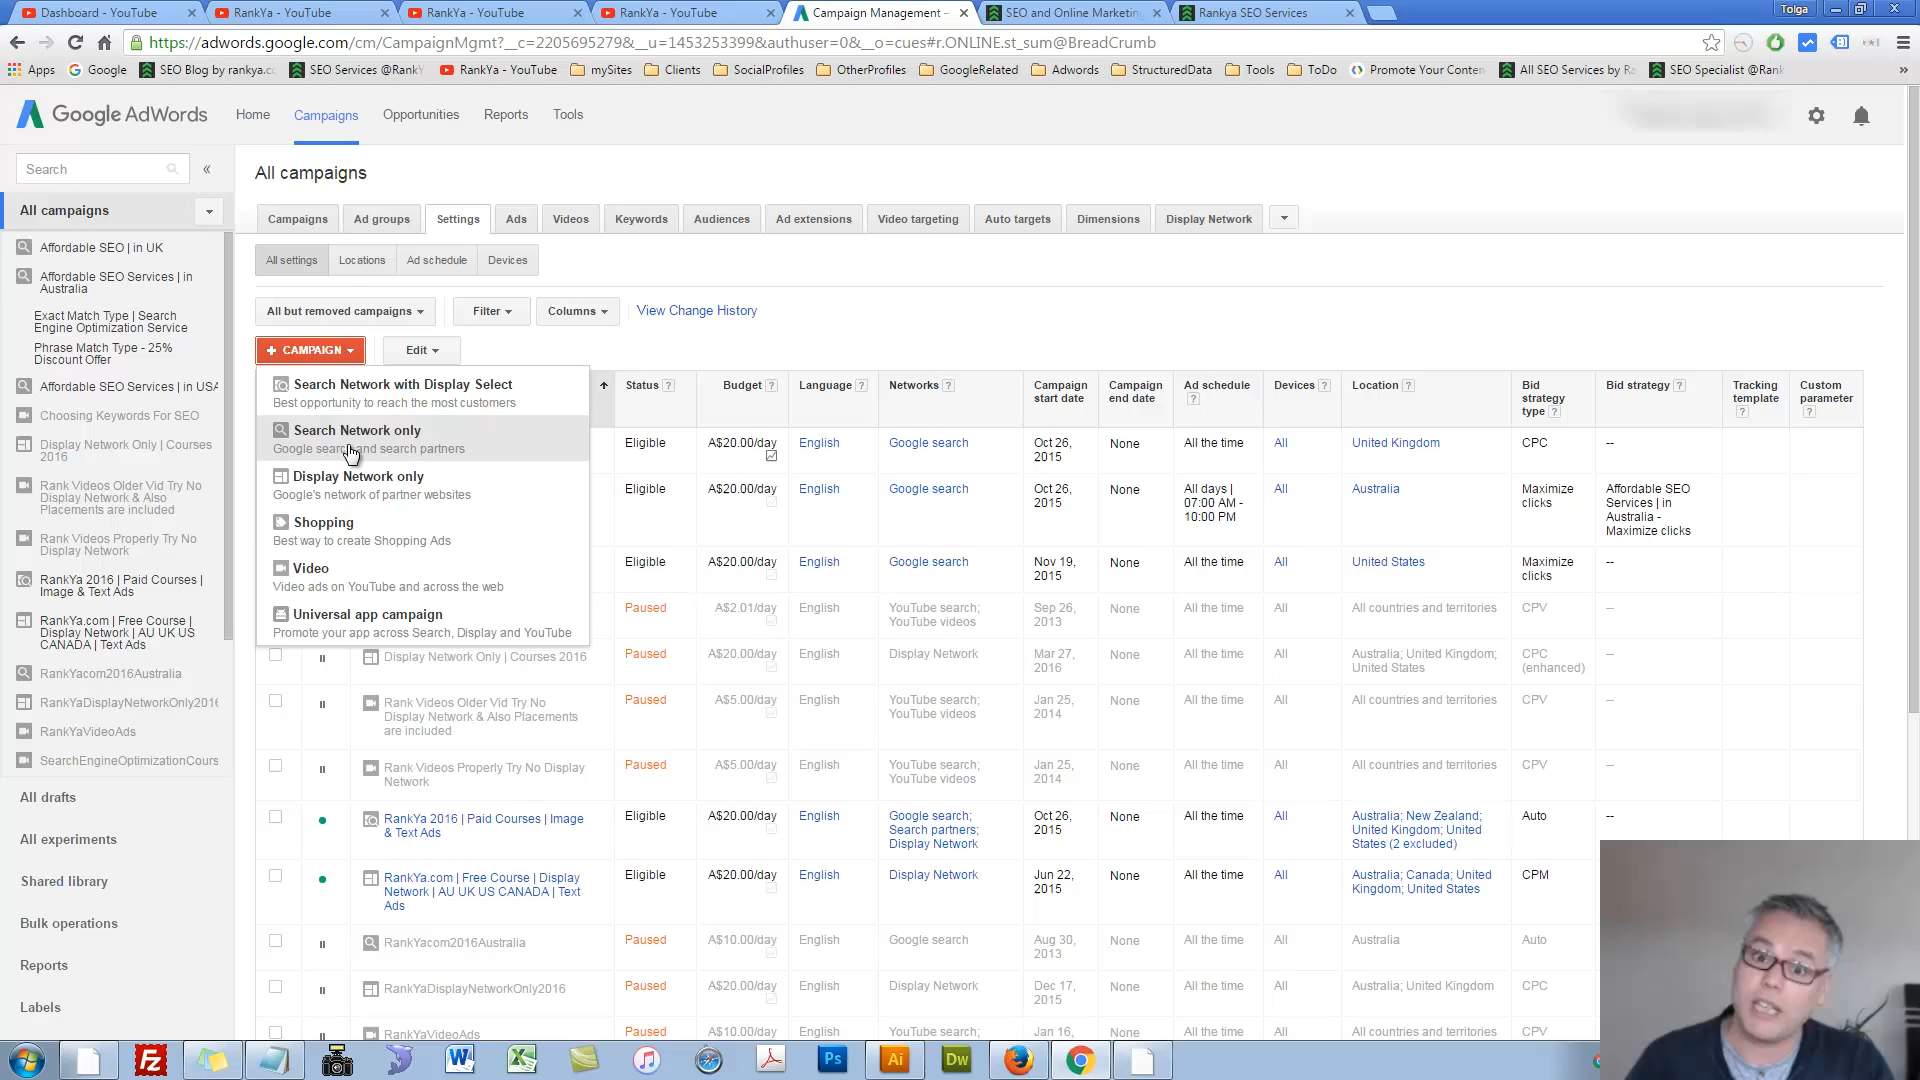 Dashboard - YouTube
RankYa - YouTube
RankYa - YouTube
RankYa - YouTube
Campaign Management –
SEO and Online Marketing
Rankya SEO Services
Tolga
https://adwords.google.com/cm/CampaignMgmt?__c=2205695279&__u=1453253399&authuser=0&__o=cues#r.ONLINE.st_sum@BreadCrumb
Apps
Google
SEO Blog by rankya.c
SEO Services @RankY
RankYa - YouTube
mySites
Clients
SocialProfiles
OtherProfiles
GoogleRelated
Adwords
StructuredData
Tools
ToDo
Promote Your Conten
All SEO Services by Ra
SEO Specialist @Rank
Google AdWords
Home
Campaigns
Opportunities
Reports
Tools
Search
All campaigns
Affordable SEO | in UK
Affordable SEO Services | in
Australia
Exact Match Type | Search
Engine Optimization Service
Phrase Match Type - 25%
Discount Offer
Affordable SEO Services | in USA
Choosing Keywords For SEO
Display Network Only | Courses
2016
Rank Videos Older Vid Try No
Display Network & Also
Placements are included
Rank Videos Properly Try No
Display Network
RankYa 2016 | Paid Courses |
Image & Text Ads
RankYa.com | Free Course |
Display Network | AU UK US
CANADA | Text Ads
RankYacom2016Australia
RankYaDisplayNetworkOnly2016
RankYaVideoAds
SearchEngineOptimizationCours
All drafts
All experiments
Shared library
Bulk operations
Reports
Labels
All campaigns
Campaigns
Ad groups
Settings
Ads
Videos
Keywords
Audiences
Ad extensions
Video targeting
Auto targets
Dimensions
Display Network
All settings
Locations
Ad schedule
Devices
All but removed campaigns
Filter
Columns
View Change History
+ CAMPAIGN
Edit
Search Network with Display Select
Best opportunity to reach the most customers
Search Network only
Google search and search partners
Display Network only
Google's network of partner websites
Shopping
Best way to create Shopping Ads
Video
Video ads on YouTube and across the web
Universal app campaign
Promote your app across Search, Display and YouTube
Status ?
Budget ?
Language ?
Networks ?
Campaign
start date
Campaign
end date
Ad schedule
?
Devices ?
Location ?
Bid
strategy
type ?
Bid strategy ?
Tracking
template
?
Custom
parameter
?
Eligible
A$20.00/day
English
Google search
Oct 26,
2015
None
All the time
All
United Kingdom
CPC
--
Eligible
A$20.00/day
English
Google search
Oct 26,
2015
None
All days |
07:00 AM -
10:00 PM
All
Australia
Maximize
clicks
Affordable SEO
Services | in
Australia -
Maximize clicks
Eligible
A$20.00/day
English
Google search
Nov 19,
2015
None
All the time
All
United States
Maximize
clicks
--
Paused
A$2.01/day
English
YouTube search;
YouTube videos
Sep 26,
2013
None
All the time
All
All countries and territories
CPV
--
Display Network Only | Courses 2016
Paused
A$20.00/day
English
Display Network
Mar 27,
2016
None
All the time
All
Australia; United Kingdom;
United States
CPC
(enhanced)
--
Rank Videos Older Vid Try No
Display Network & Also Placements
are included
Paused
A$5.00/day
English
YouTube search;
YouTube videos
Jan 25,
2014
None
All the time
All
All countries and territories
CPV
--
Rank Videos Properly Try No Display
Network
Paused
A$5.00/day
English
YouTube search;
YouTube videos
Jan 25,
2014
None
All the time
All
All countries and territories
CPV
--
RankYa 2016 | Paid Courses | Image
& Text Ads
Eligible
A$20.00/day
English
Google search;
Search partners;
Display Network
Oct 26,
2015
None
All the time
All
Australia; New Zealand;
United Kingdom; United
States (2 excluded)
Auto
--
RankYa.com | Free Course | Display
Network | AU UK US CANADA | Text
Ads
Eligible
A$20.00/day
English
Display Network
Jun 22,
2015
None
All the time
All
Australia; Canada; United
Kingdom; United States
CPM
RankYacom2016Australia
Paused
A$10.00/day
English
Google search
Aug 30,
2013
None
All the time
All
Australia
Auto
RankYaDisplayNetworkOnly2016
Paused
A$20.00/day
English
Display Network
Dec 17,
2015
None
All the time
All
Australia; United Kingdom
CPC
RankYaVideoAds
Paused
A$10.00/day
English
YouTube search;
Jan 16,
None
All the time
All
All countries and territories
CPV
Fz
W
X
Ps
Ai
Dw